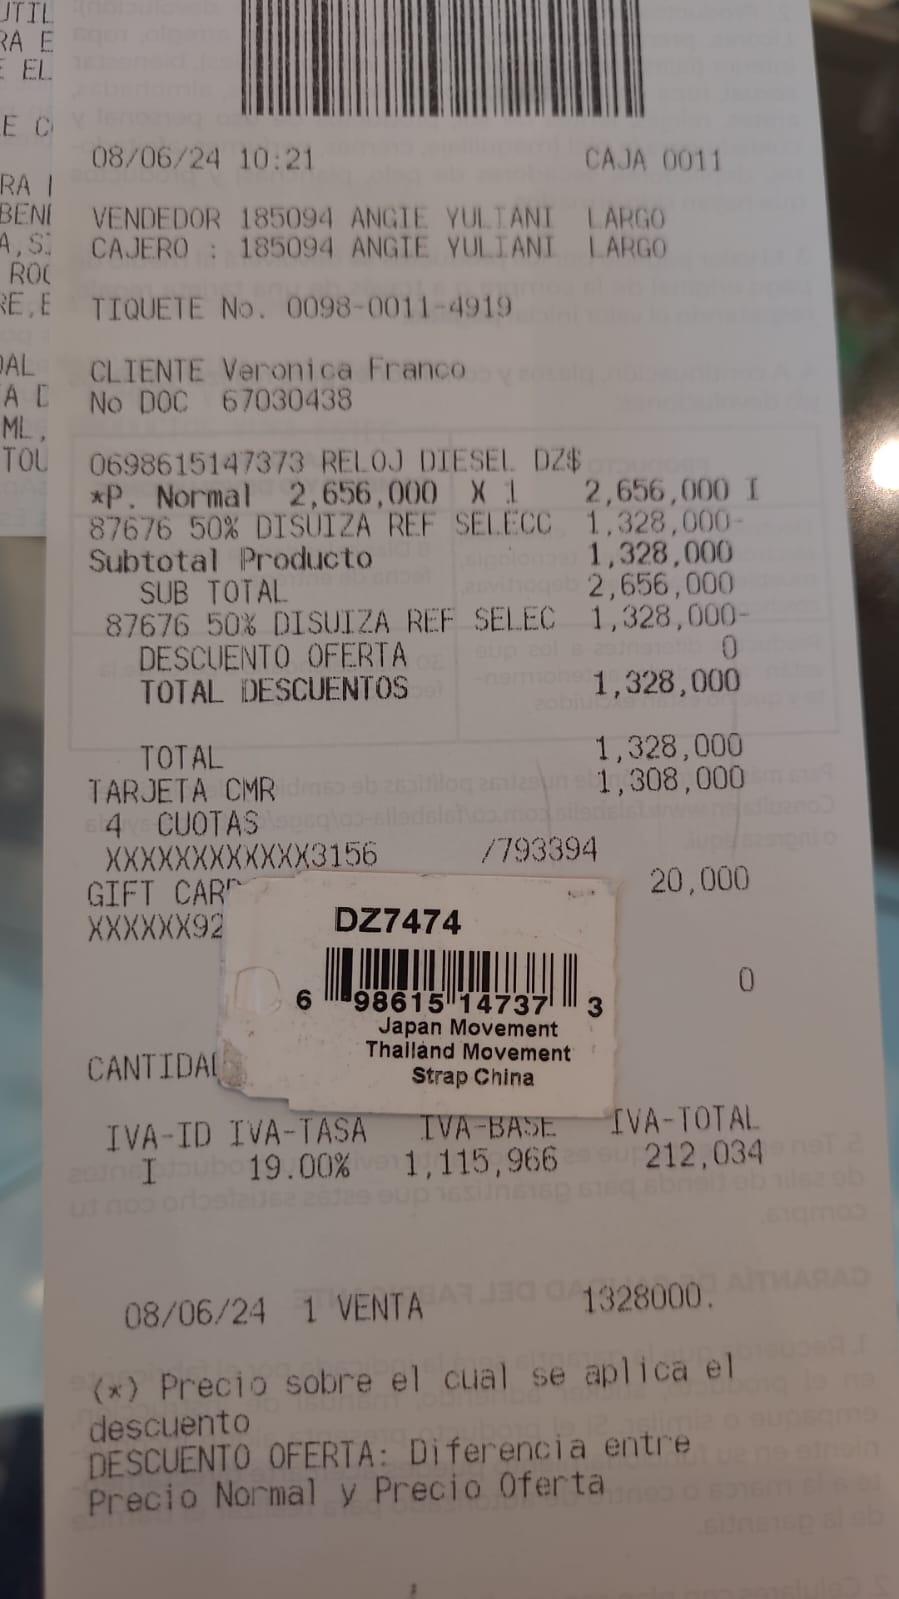 08/06/24 10:21 CAJA 0011
VENDEDOR 185094 ANGIE YULIANI LARGO
CAJERO : 185094 ANGIE YULIANI LARGO
TIQUETE No. 0098-0011-4919
CLIENTE Veronica Franco
No DOC 67030438
0698615147373 RELOJ DIESEL DZ$
*P. Normal 2,656,000 X 1 2,656,000 I
87676 50% DISUIZA REF SELECC 1,328,000-
Subtotal Producto 1,328,000
SUB TOTAL 2,656,000
87676 50% DISUIZA REF SELEC 1,328,000-
DESCUENTO OFERTA 0
TOTAL DESCUENTOS 1,328,000
TOTAL 1,328,000
TARJETA CMR 1,308,000
4 CUOTAS
XXXXXXXXXXXX3156 /793394
GIFT CARD 20,000
XXXXXX92
0
DZ7474
6 98615 14737 3
Japan Movement
Thailand Movement
Strap China
CANTIDAD
IVA-ID IVA-TASA IVA-BASE IVA-TOTAL
I 19.00% 1,115,966 212,034
08/06/24 1 VENTA 1328000.
(*) Precio sobre el cual se aplica el
descuento
DESCUENTO OFERTA: Diferencia entre
Precio Normal y Precio Oferta